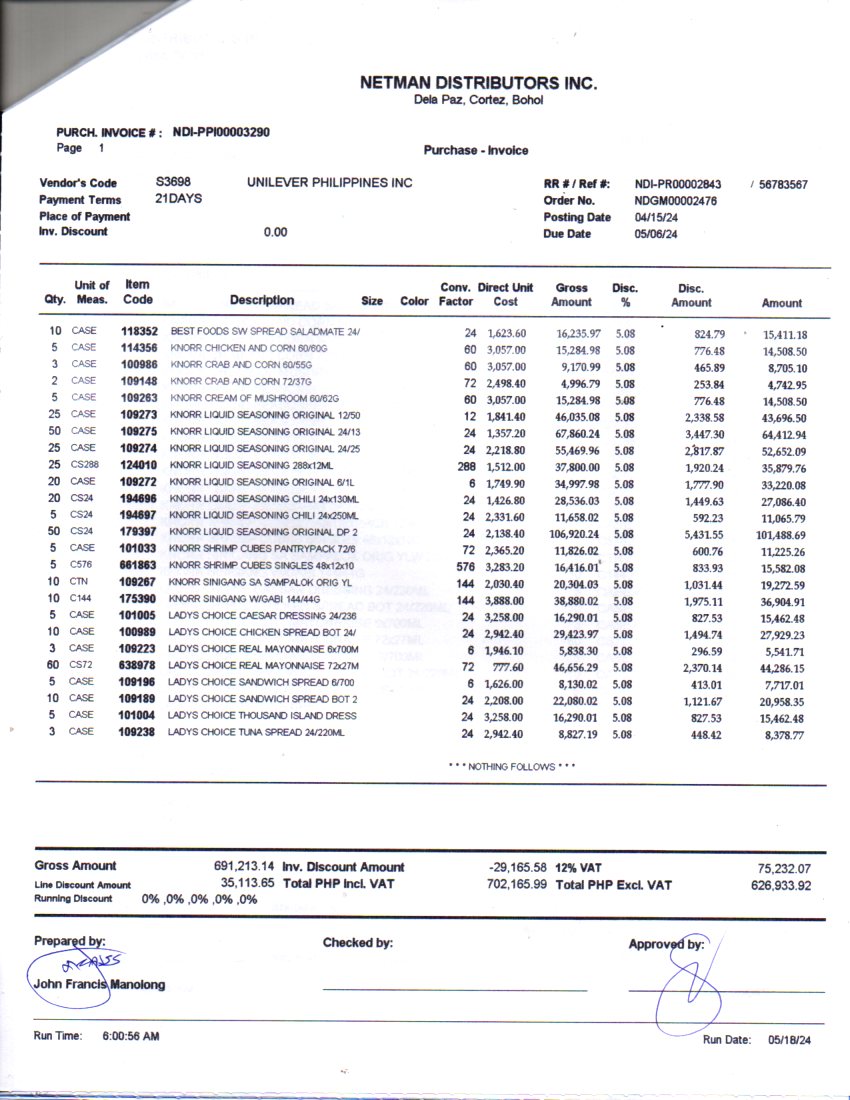 NETMAN DISTRIBUTORS INC.
Dela Paz, Cortez, Bohol
PURCH. INVOICE # : NDI-PPI00003290
Page 1
Purchase - Invoice
Vendor's Code S3698 UNILEVER PHILIPPINES INC RR # / Ref #: NDI-PR00002843 / 56783567
Payment Terms 21DAYS Order No. NDGM00002476
Place of Payment Posting Date 04/15/24
Inv. Discount 0.00 Due Date 05/06/24
Qty. Unit of Meas. Item Code Description Size Color Conv. Factor Direct Unit Cost Gross Amount Disc. % Disc. Amount Amount
10 CASE 118352 BEST FOODS SW SPREAD SALADMATE 24/ 24 1,623.60 16,235.97 5.08 824.79 15,411.18
5 CASE 114356 KNORR CHICKEN AND CORN 60/60G 60 3,057.00 15,284.98 5.08 776.48 14,508.50
3 CASE 100986 KNORR CRAB AND CORN 60/55G 60 3,057.00 9,170.99 5.08 465.89 8,705.10
2 CASE 109148 KNORR CRAB AND CORN 72/37G 72 2,498.40 4,996.79 5.08 253.84 4,742.95
5 CASE 109263 KNORR CREAM OF MUSHROOM 60/62G 60 3,057.00 15,284.98 5.08 776.48 14,508.50
25 CASE 109273 KNORR LIQUID SEASONING ORIGINAL 12/50 12 1,841.40 46,035.08 5.08 2,338.58 43,696.50
50 CASE 109275 KNORR LIQUID SEASONING ORIGINAL 24/13 24 1,357.20 67,860.24 5.08 3,447.30 64,412.94
25 CASE 109274 KNORR LIQUID SEASONING ORIGINAL 24/25 24 2,218.80 55,469.96 5.08 2,817.87 52,652.09
25 CS288 124010 KNORR LIQUID SEASONING 288x12ML 288 1,512.00 37,800.00 5.08 1,920.24 35,879.76
20 CASE 109272 KNORR LIQUID SEASONING ORIGINAL 6/1L 6 1,749.90 34,997.98 5.08 1,777.90 33,220.08
20 CS24 194696 KNORR LIQUID SEASONING CHILI 24x130ML 24 1,426.80 28,536.03 5.08 1,449.63 27,086.40
5 CS24 194697 KNORR LIQUID SEASONING CHILI 24x250ML 24 2,331.60 11,658.02 5.08 592.23 11,065.79
50 CS24 179397 KNORR LIQUID SEASONING ORIGINAL DP 2 24 2,138.40 106,920.24 5.08 5,431.55 101,488.69
5 CASE 101033 KNORR SHRIMP CUBES PANTRYPACK 72/6 72 2,365.20 11,826.02 5.08 600.76 11,225.26
5 C576 661863 KNORR SHRIMP CUBES SINGLES 48x12x10 576 3,283.20 16,416.01 5.08 833.93 15,582.08
10 CTN 109267 KNORR SINIGANG SA SAMPALOK ORIG YL 144 2,030.40 20,304.03 5.08 1,031.44 19,272.59
10 C144 175390 KNORR SINIGANG W/GABI 144/44G 144 3,888.00 38,880.02 5.08 1,975.11 36,904.91
5 CASE 101005 LADYS CHOICE CAESAR DRESSING 24/236 24 3,258.00 16,290.01 5.08 827.53 15,462.48
10 CASE 100989 LADYS CHOICE CHICKEN SPREAD BOT 24/ 24 2,942.40 29,423.97 5.08 1,494.74 27,929.23
3 CASE 109223 LADYS CHOICE REAL MAYONNAISE 6x700M 6 1,946.10 5,838.30 5.08 296.59 5,541.71
60 CS72 638978 LADYS CHOICE REAL MAYONNAISE 72x27M 72 777.60 46,656.29 5.08 2,370.14 44,286.15
5 CASE 109196 LADYS CHOICE SANDWICH SPREAD 6/700 6 1,626.00 8,130.02 5.08 413.01 7,717.01
10 CASE 109189 LADYS CHOICE SANDWICH SPREAD BOT 2 24 2,208.00 22,080.02 5.08 1,121.67 20,958.35
5 CASE 101004 LADYS CHOICE THOUSAND ISLAND DRESS 24 3,258.00 16,290.01 5.08 827.53 15,462.48
3 CASE 109238 LADYS CHOICE TUNA SPREAD 24/220ML 24 2,942.40 8,827.19 5.08 448.42 8,378.77
* * * NOTHING FOLLOWS * * *
Gross Amount 691,213.14 Inv. Discount Amount -29,165.58 12% VAT 75,232.07
Line Discount Amount 35,113.65 Total PHP Incl. VAT 702,165.99 Total PHP Excl. VAT 626,933.92
Running Discount 0% ,0% ,0% ,0% ,0%
Prepared by: Checked by: Approved by:
John Francis Manolong
Run Time: 6:00:56 AM Run Date: 05/18/24